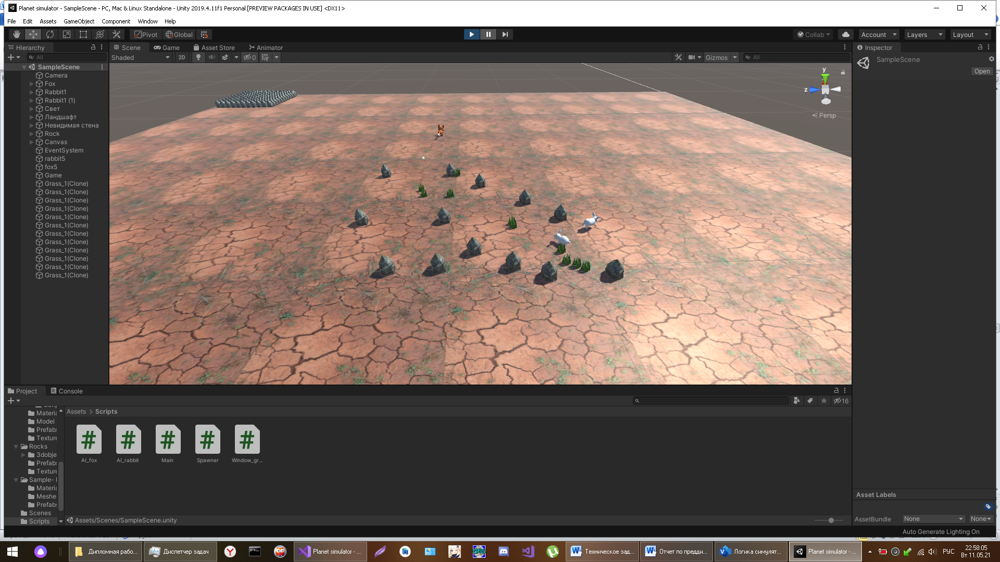 Planet simulator - SampleScene - PC, Mac & Linux Standalone - Unity 2019.4.11f1 Personal [PREVIEW PACKAGES IN USE] <DX11>
File Edit Assets GameObject Component Window Help
Pivot Global Collab Account Layers Layout
Hierarchy
All
SampleScene
Camera
Fox
Rabbit1
Rabbit1 (1)
Свет
Ландшафт
Невидимая стена
Rock
Canvas
EventSystem
rabbit5
fox5
Game
Grass_1(Clone)
Grass_1(Clone)
Grass_1(Clone)
Grass_1(Clone)
Grass_1(Clone)
Grass_1(Clone)
Grass_1(Clone)
Grass_1(Clone)
Grass_1(Clone)
Grass_1(Clone)
Grass_1(Clone)
Grass_1(Clone)
Scene Game Asset Store Animator
Shaded 2D 0 Gizmos All
y
z
Persp
Inspector
SampleScene
Open
Project Console
16
Materia
Model
Prefabs
Texture
Rocks
3dobje
Prefabs
Texture
Sample-
Materia
Meshe
Prefabs
Scenes
Scripts
Assets > Scripts
AI_fox AI_rabbit Main Spawner Window_gr...
Assets/Scenes/SampleScene.unity
Asset Labels
AssetBundle None None
Auto Generate Lighting On
Дипломная рабо... Диспетчер задач Planet simulator - ... Техническое зад... Отчет по предди... Логика симулят... Planet simulator - ... РУС
22:58:05
Вт 11.05.21